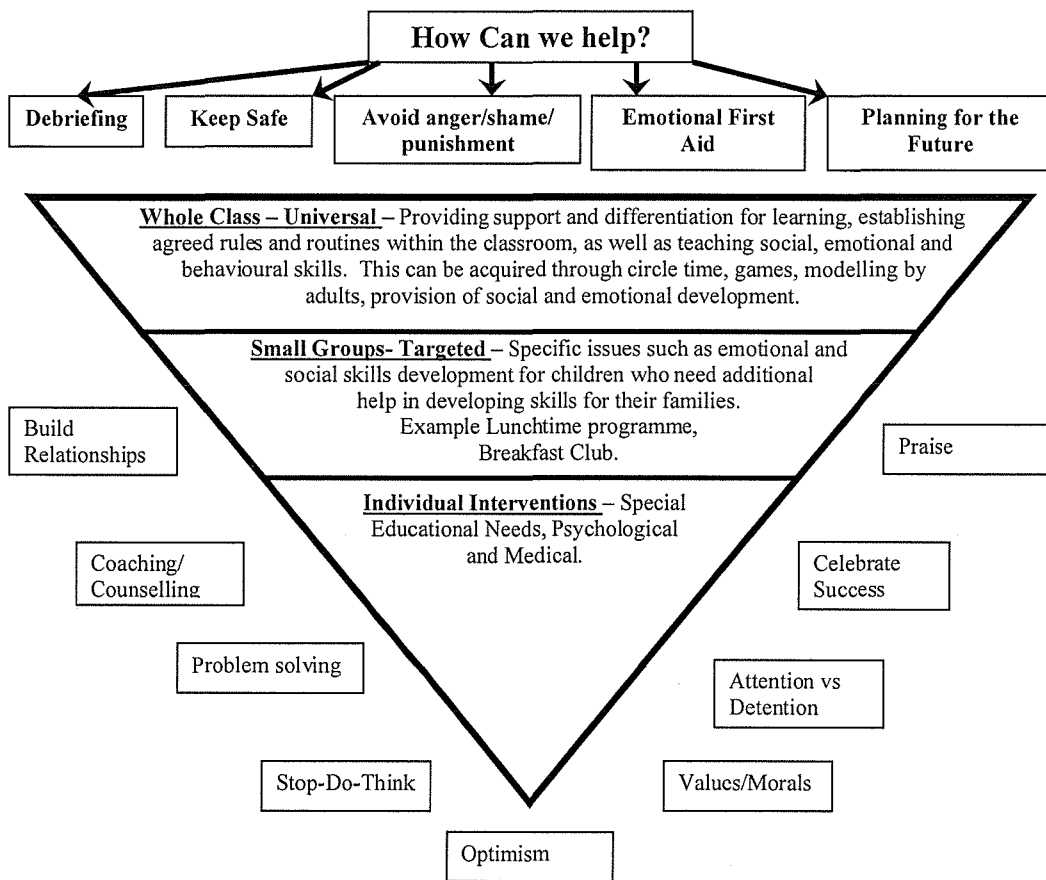 How Can we help?
Debriefing
Keep Safe
Avoid anger/shame/
punishment
Emotional First
Aid
Planning for the
Future
Whole Class – Universal – Providing support and differentiation for learning, establishing
agreed rules and routines within the classroom, as well as teaching social, emotional and
behavioural skills. This can be acquired through circle time, games, modelling by
adults, provision of social and emotional development.
Small Groups- Targeted – Specific issues such as emotional and
social skills development for children who need additional
help in developing skills for their families.
Example Lunchtime programme,
Breakfast Club.
Individual Interventions – Special
Educational Needs, Psychological
and Medical.
Build
Relationships
Praise
Coaching/
Counselling
Celebrate
Success
Problem solving
Attention vs
Detention
Stop-Do-Think
Values/Morals
Optimism